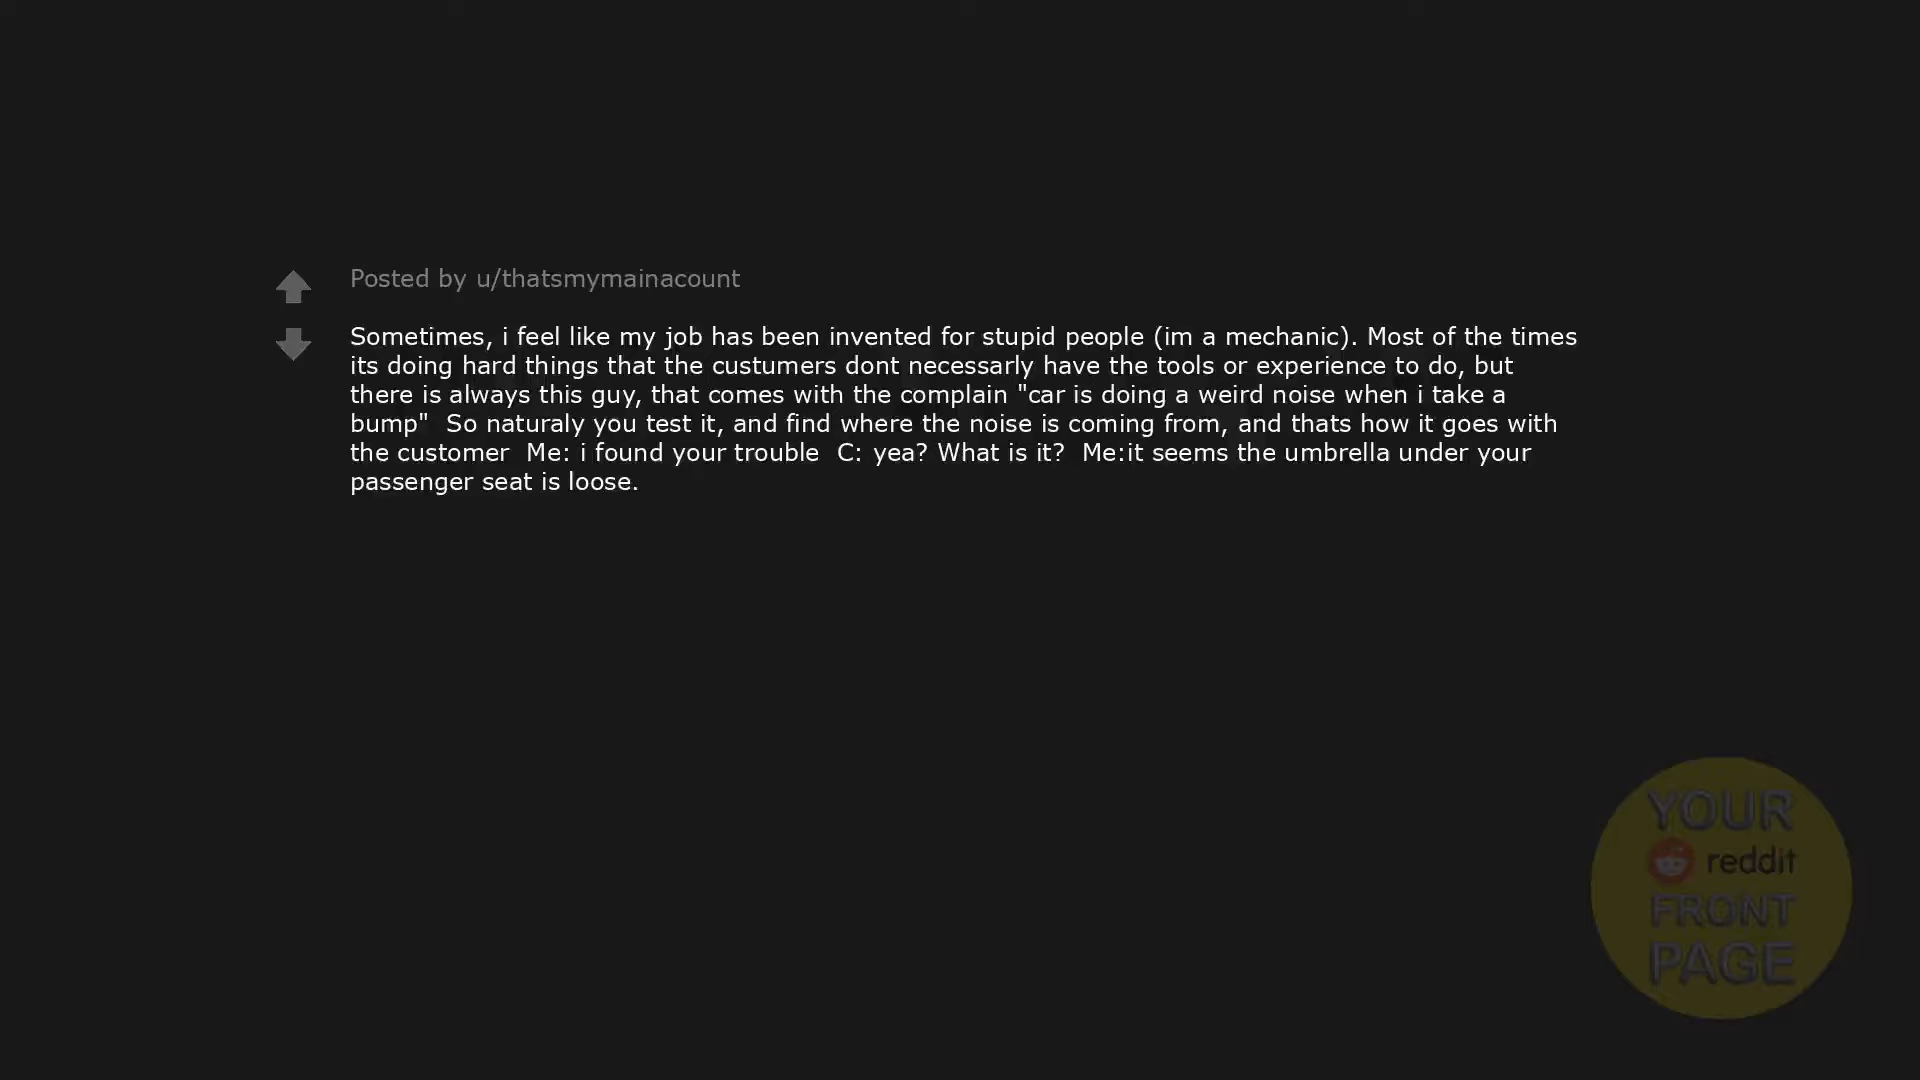 Posted by u/thatsmymainacount
Sometimes, i feel like my job has been invented for stupid people (im a mechanic). Most of the times
its doing hard things that the custumers dont necessarly have the tools or experience to do, but
there is always this guy, that comes with the complain "car is doing a weird noise when i take a
bump"  So naturaly you test it, and find where the noise is coming from, and thats how it goes with
the customer  Me: i found your trouble  C: yea? What is it?  Me:it seems the umbrella under your
passenger seat is loose.
YOUR
reddit
FRONT
PAGE